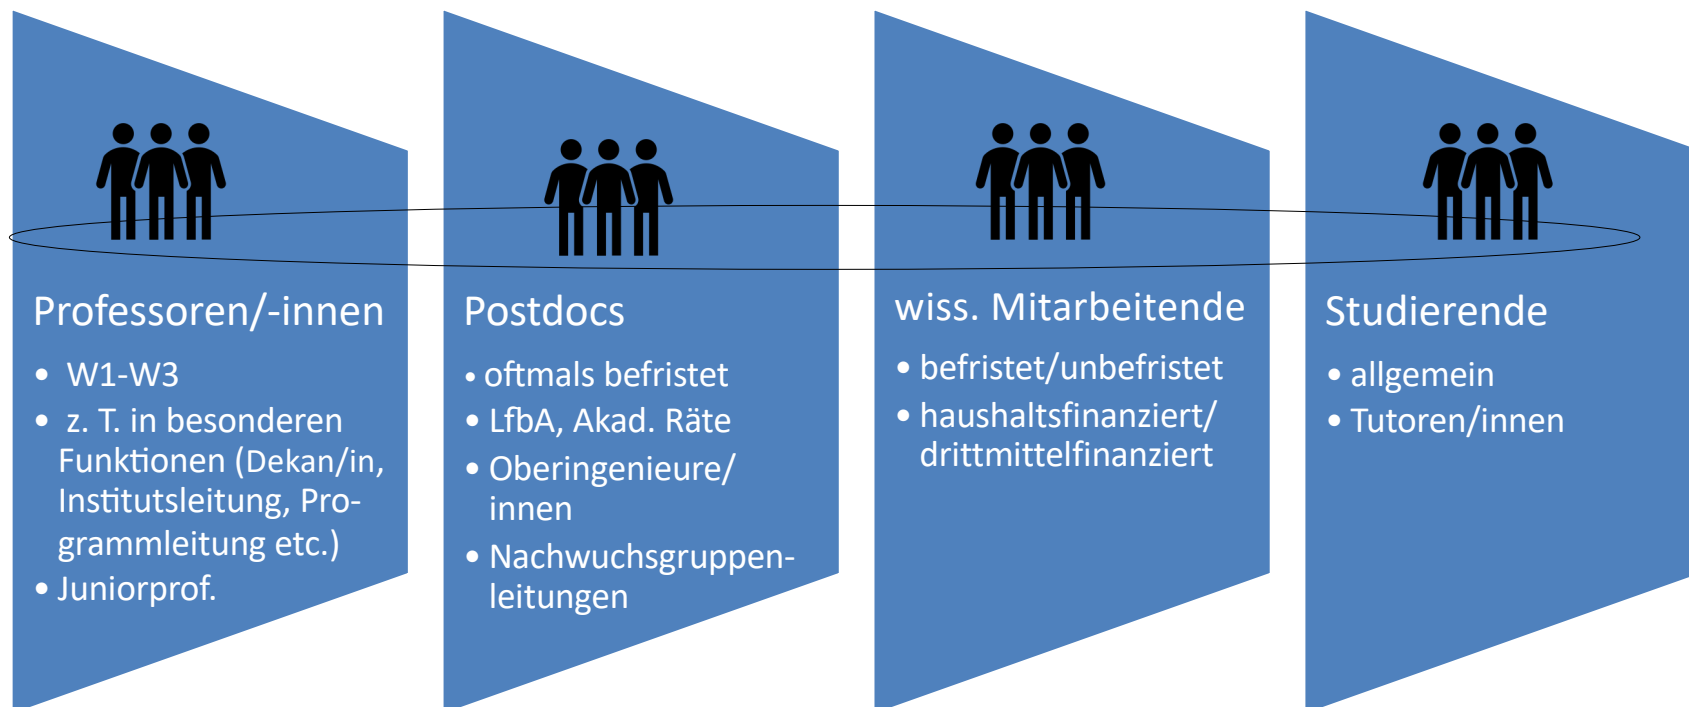 Professoren/-innen
• W1-W3
• z. T. in besonderen
Funktionen (Dekan/in,
Institutsleitung, Pro-
grammleitung etc.)
• Juniorprof.
Postdocs
• oftmals befristet
• LfbA, Akad. Räte
• Oberingenieure/
innen
• Nachwuchsgruppen-
leitungen
wiss. Mitarbeitende
• befristet/unbefristet
• haushaltsfinanziert/
drittmittelfinanziert
Studierende
• allgemein
• Tutoren/innen